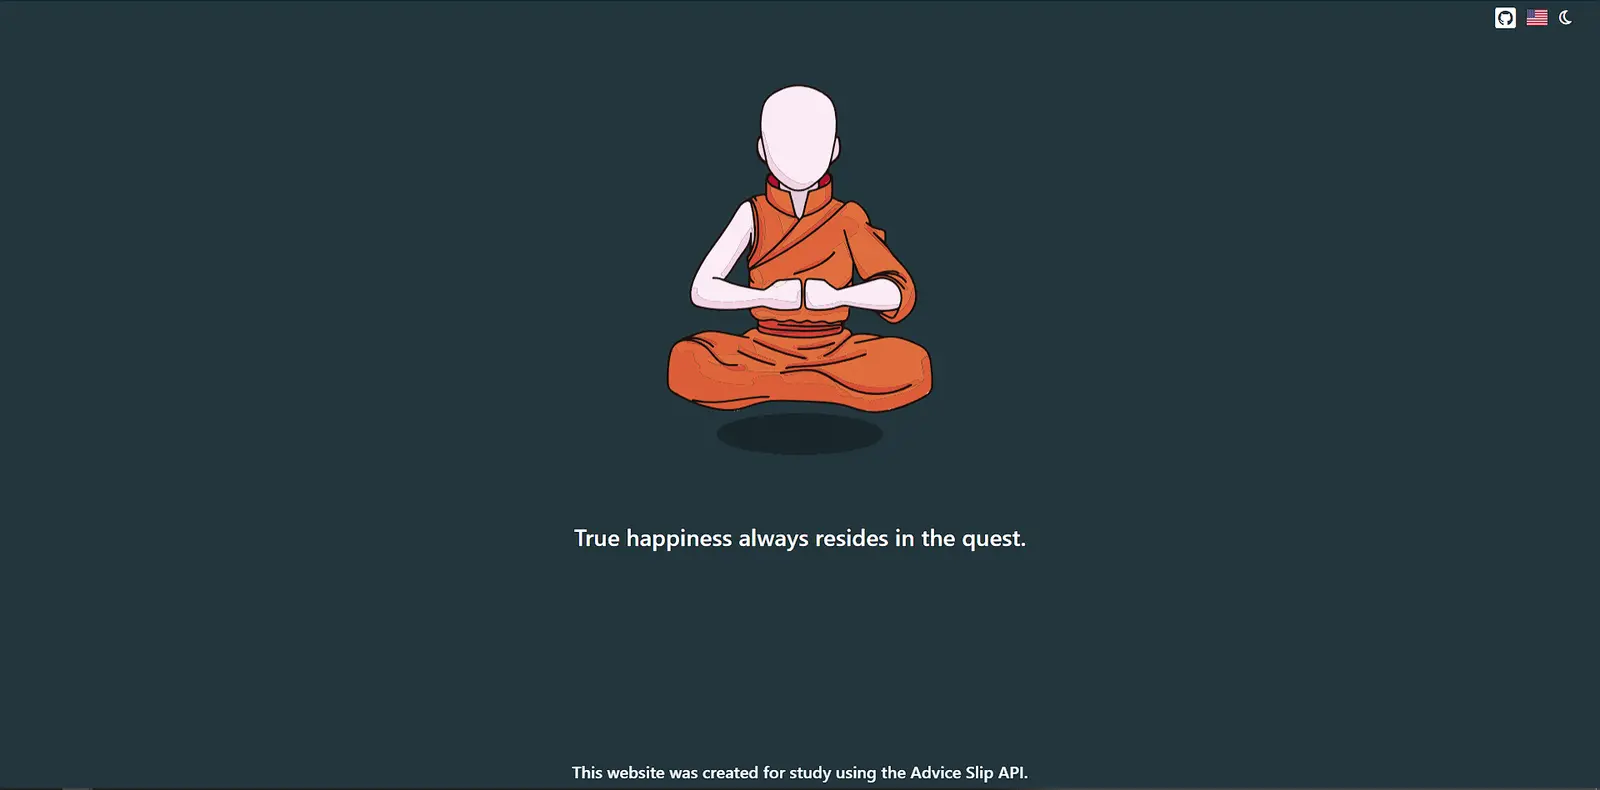 True happiness always resides in the quest.
This website was created for study using the Advice Slip API.